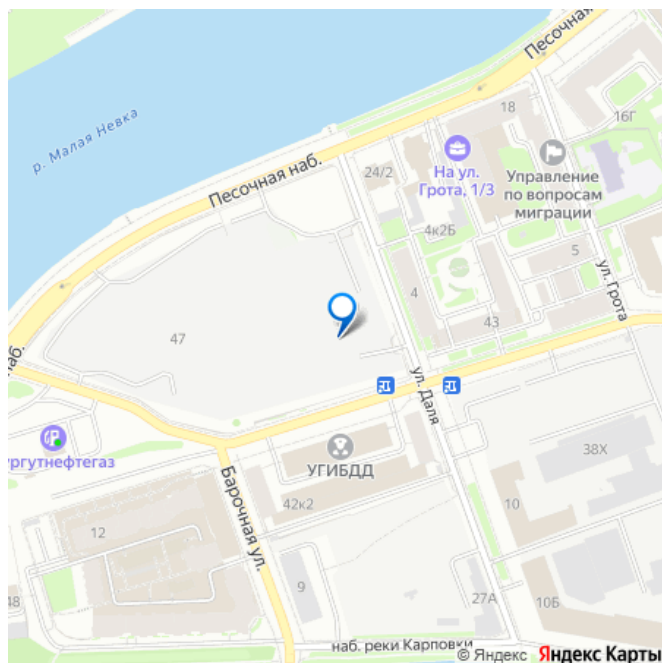 Песочная
18
16Г
р. Малая Невка
Песочная наб.
24/2
На ул.
Грота, 1/3
Управление
по вопросам
миграции
4к2Б
5
ул. Грота
4
43
47
наб.
ул. Даля
ургутнефтегаз
УГИБДД
38Х
Барочная ул.
42к2
10
12
9
48
27А
10Б
наб. реки Карповки
© Яндекс Яндекс Карты